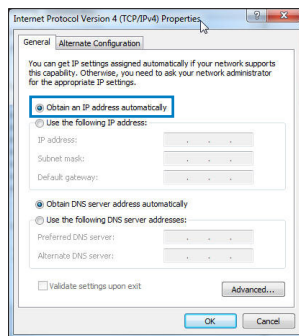 Internet Protocol Version 4 (TCP/IPv4) Properties
General
Alternate Configuration
You can get IP settings assigned automatically if your network supports
this capability. Otherwise, you need to ask your network administrator
for the appropriate IP settings.
Obtain an IP address automatically
Use the following IP address:
IP address:
Subnet mask:
Default gateway:
Obtain DNS server address automatically
Use the following DNS server addresses:
Preferred DNS server:
Alternate DNS server:
Validate settings upon exit
Advanced...
OK
Cancel